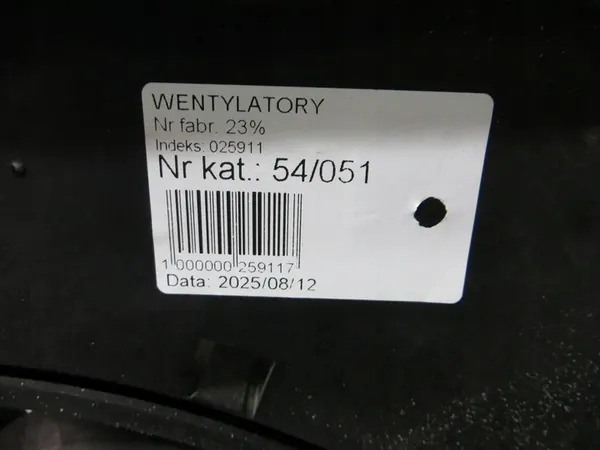 WENTYLATORY
Nr fabr. 23%
Indeks: 025911
Nr kat.: 54/051
1 000000 259117
Data: 2025/08/12